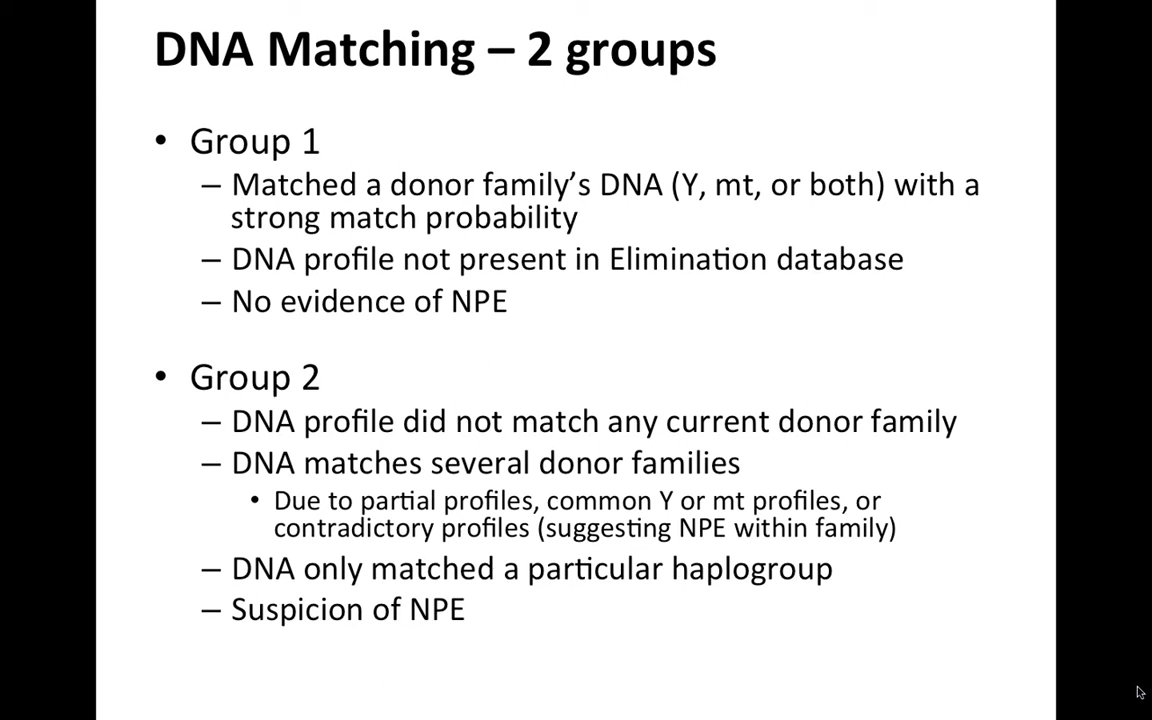 DNA Matching – 2 groups
• Group 1
– Matched a donor family’s DNA (Y, mt, or both) with a
strong match probability
– DNA profile not present in Elimination database
– No evidence of NPE
• Group 2
– DNA profile did not match any current donor family
– DNA matches several donor families
• Due to partial profiles, common Y or mt profiles, or
contradictory profiles (suggesting NPE within family)
– DNA only matched a particular haplogroup
– Suspicion of NPE